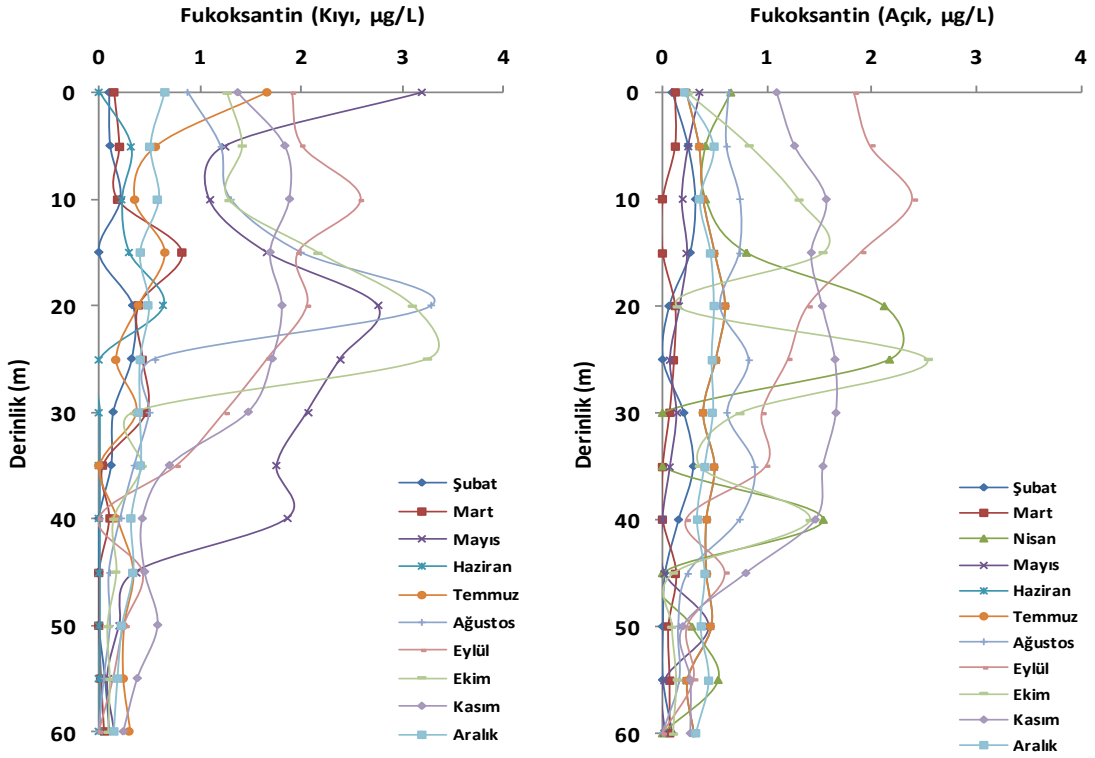 Fukoksantin (Kıyı, µg/L)
0 1 2 3 4
0
10
20
30
40
50
60
Derinlik (m)
Şubat
Mart
Mayıs
Haziran
Temmuz
Ağustos
Eylül
Ekim
Kasım
Aralık
Fukoksantin (Açık, µg/L)
0 1 2 3 4
0
10
20
30
40
50
60
Derinlik (m)
Şubat
Mart
Nisan
Mayıs
Haziran
Temmuz
Ağustos
Eylül
Ekim
Kasım
Aralık